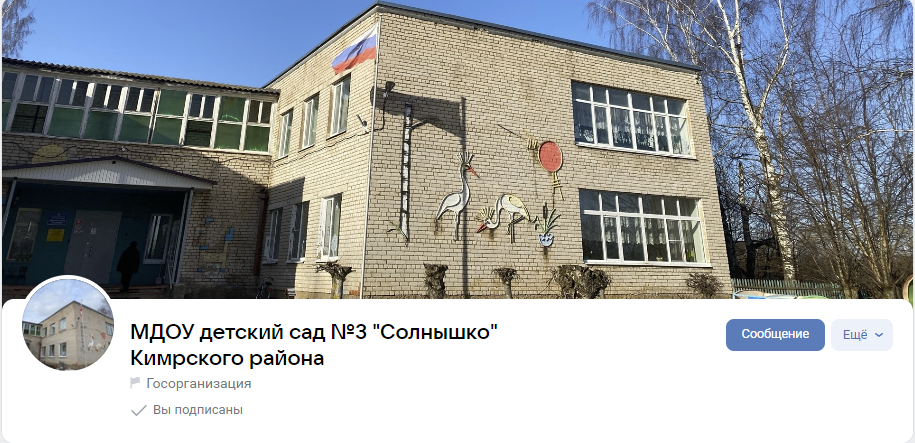 МДОУ детский сад №3 "Солнышко"
Кимрского района
Госорганизация
Вы подписаны
Сообщение
Ещё